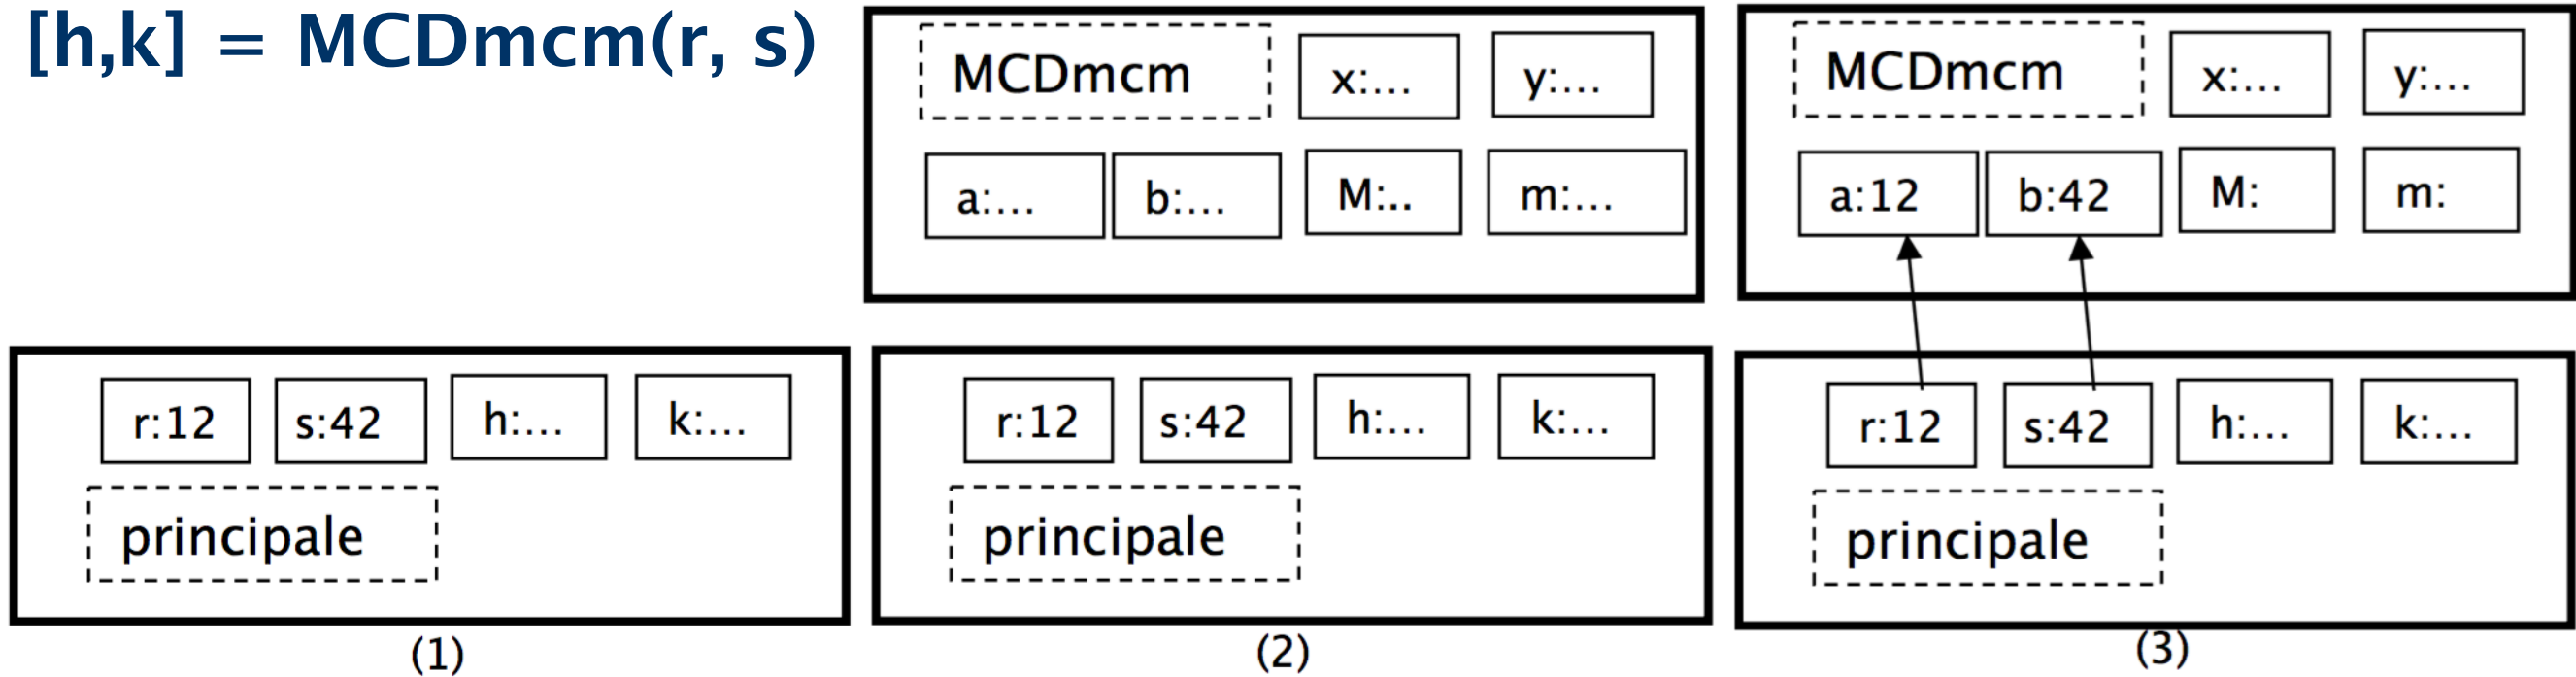 [h,k] = MCDmcm(r, s)
MCDmcm x:... y:...
a:... b:... M:.. m:...
MCDmcm x:... y:...
a:12 b:42 M: m:
r:12 s:42 h:... k:...
principale
(1)
r:12 s:42 h:... k:...
principale
(2)
r:12 s:42 h:... k:...
principale
(3)